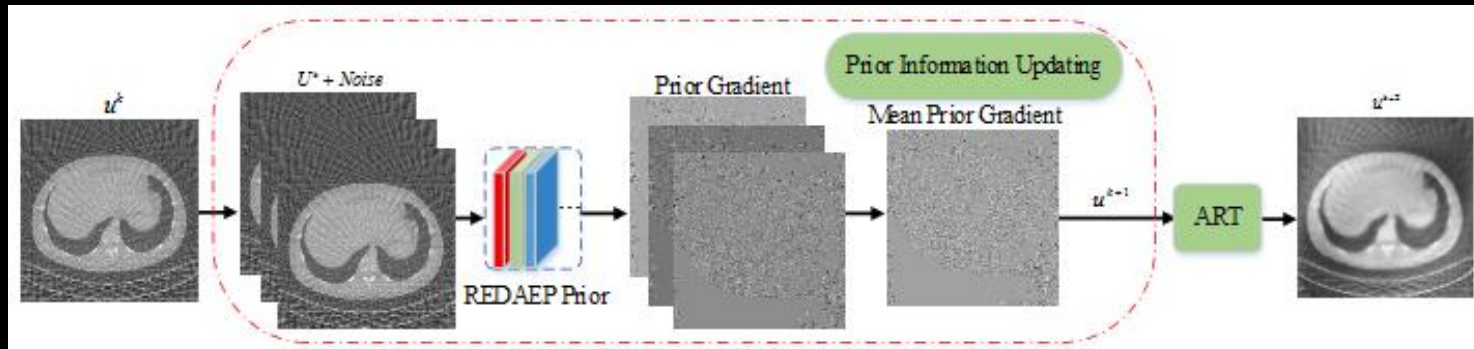 u^k
U^k + Noise
REDAEP Prior
Prior Gradient
Prior Information Updating
Mean Prior Gradient
u^{k+1}
ART